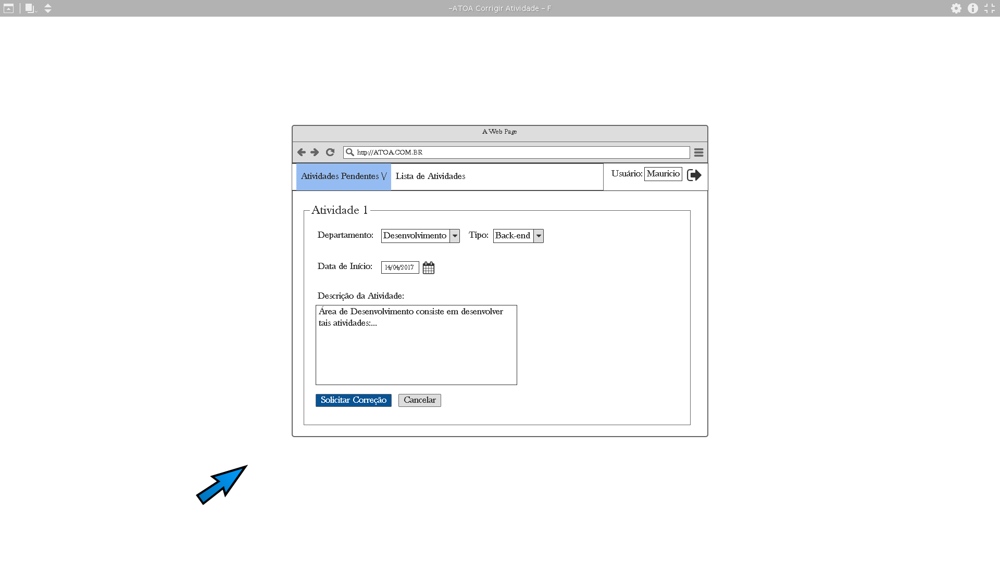 -ATOA Corrigir Atividade - F
A Web Page
http://ATOA.COM.BR
Atividades Pendentes \/ Lista de Atividades Usuário: Mauricio
Atividade 1
Departamento: Desenvolvimento Tipo: Back-end
Data de Início: 14/04/2017
Descrição da Atividade:
Área de Desenvolvimento consiste em desenvolver
tais atividades:...
Solicitar Correção Cancelar